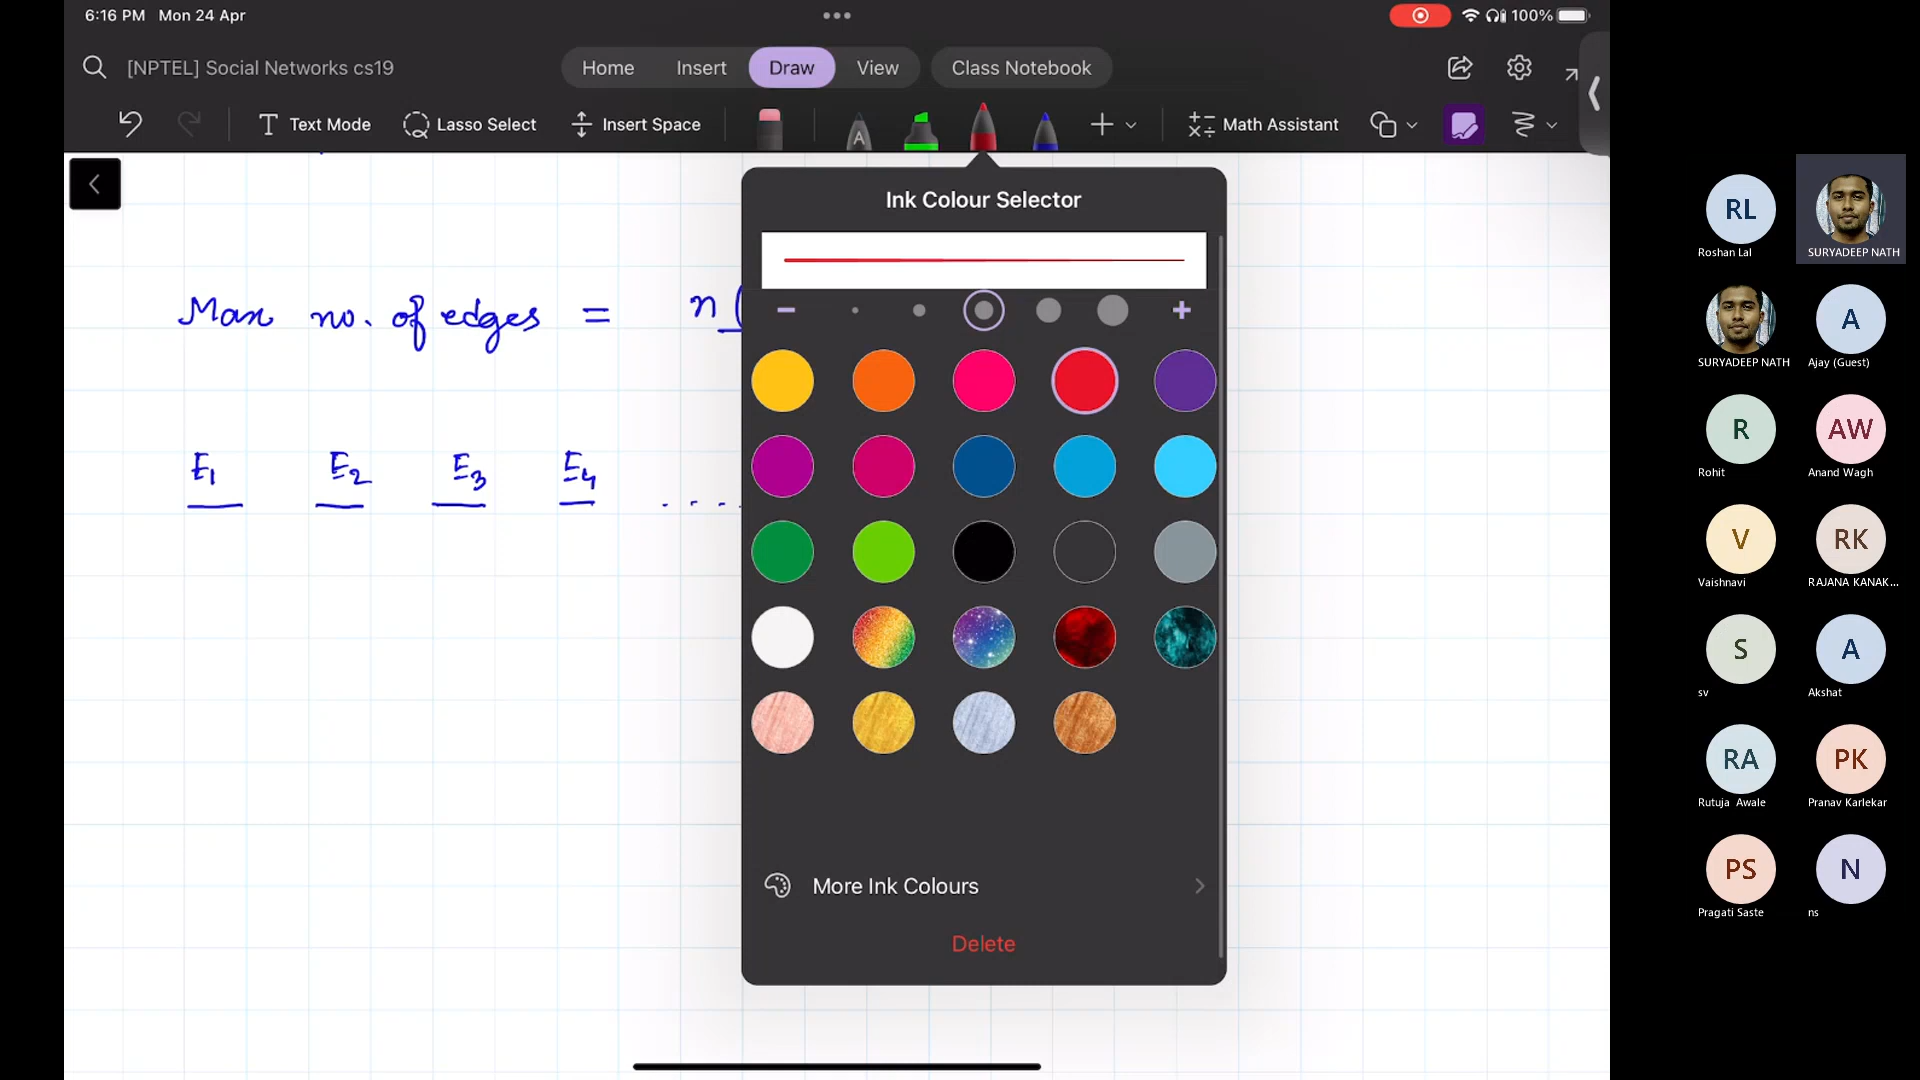 6:16 PM Mon 24 Apr
100%
[NPTEL] Social Networks cs19
Home Insert Draw View Class Notebook
Text Mode Lasso Select Insert Space Math Assistant
A
Ink Colour Selector
Max no. of edges = n(
E1 E2 E3 E4 ....
More Ink Colours
Delete
RL
Roshan Lal
SURYADEEP NATH
SURYADEEP NATH
A
Ajay (Guest)
R
Rohit
AW
Anand Wagh
V
Vaishnavi
RK
RAJANA KANAK...
S
sv
A
Akshat
RA
Rutuja Awale
PK
Pranav Karlekar
PS
Pragati Saste
N
ns